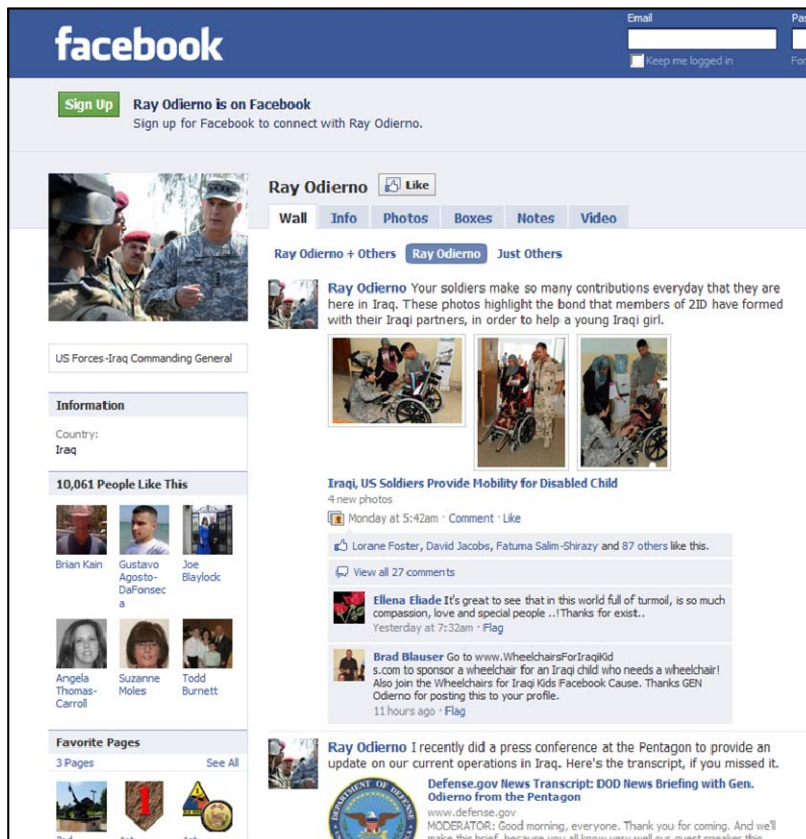 facebook
Email
Keep me logged in
Sign Up
Ray Odierno is on Facebook
Sign up for Facebook to connect with Ray Odierno.
Ray Odierno
Like
Wall Info Photos Boxes Notes Video
Ray Odierno + Others Ray Odierno Just Others
Ray Odierno Your soldiers make so many contributions everyday that they are
here in Iraq. These photos highlight the bond that members of 2ID have formed
with their Iraqi partners, in order to help a young Iraqi girl.
Iraqi, US Soldiers Provide Mobility for Disabled Child
4 new photos
Monday at 5:42am · Comment · Like
Lorane Foster, David Jacobs, Fatuma Salim-Shirazy and 87 others like this.
View all 27 comments
Ellena Eliade It's great to see that in this world full of turmoil, is so much
compassion, love and special people ..!Thanks for exist..
Yesterday at 7:32am · Flag
Brad Blauser Go to www.WheelchairsForIraqiKid
s.com to sponsor a wheelchair for an Iraqi child who needs a wheelchair!
Also join the Wheelchairs for Iraqi Kids Facebook Cause. Thanks GEN
Odierno for posting this to your profile.
11 hours ago · Flag
Ray Odierno I recently did a press conference at the Pentagon to provide an
update on our current operations in Iraq. Here's the transcript, if you missed it.
Defense.gov News Transcript: DOD News Briefing with Gen.
Odierno from the Pentagon
www.defense.gov
MODERATOR: Good morning, everyone. Thank you for coming. And we'll
US Forces-Iraq Commanding General
Information
Country:
Iraq
10,061 People Like This
Brian Kain
Gustavo
Agosto-
DaFonsec
a
Joe
Blaylock
Angela
Thomas-
Carroll
Suzanne
Moles
Todd
Burnett
Favorite Pages
3 Pages
See All